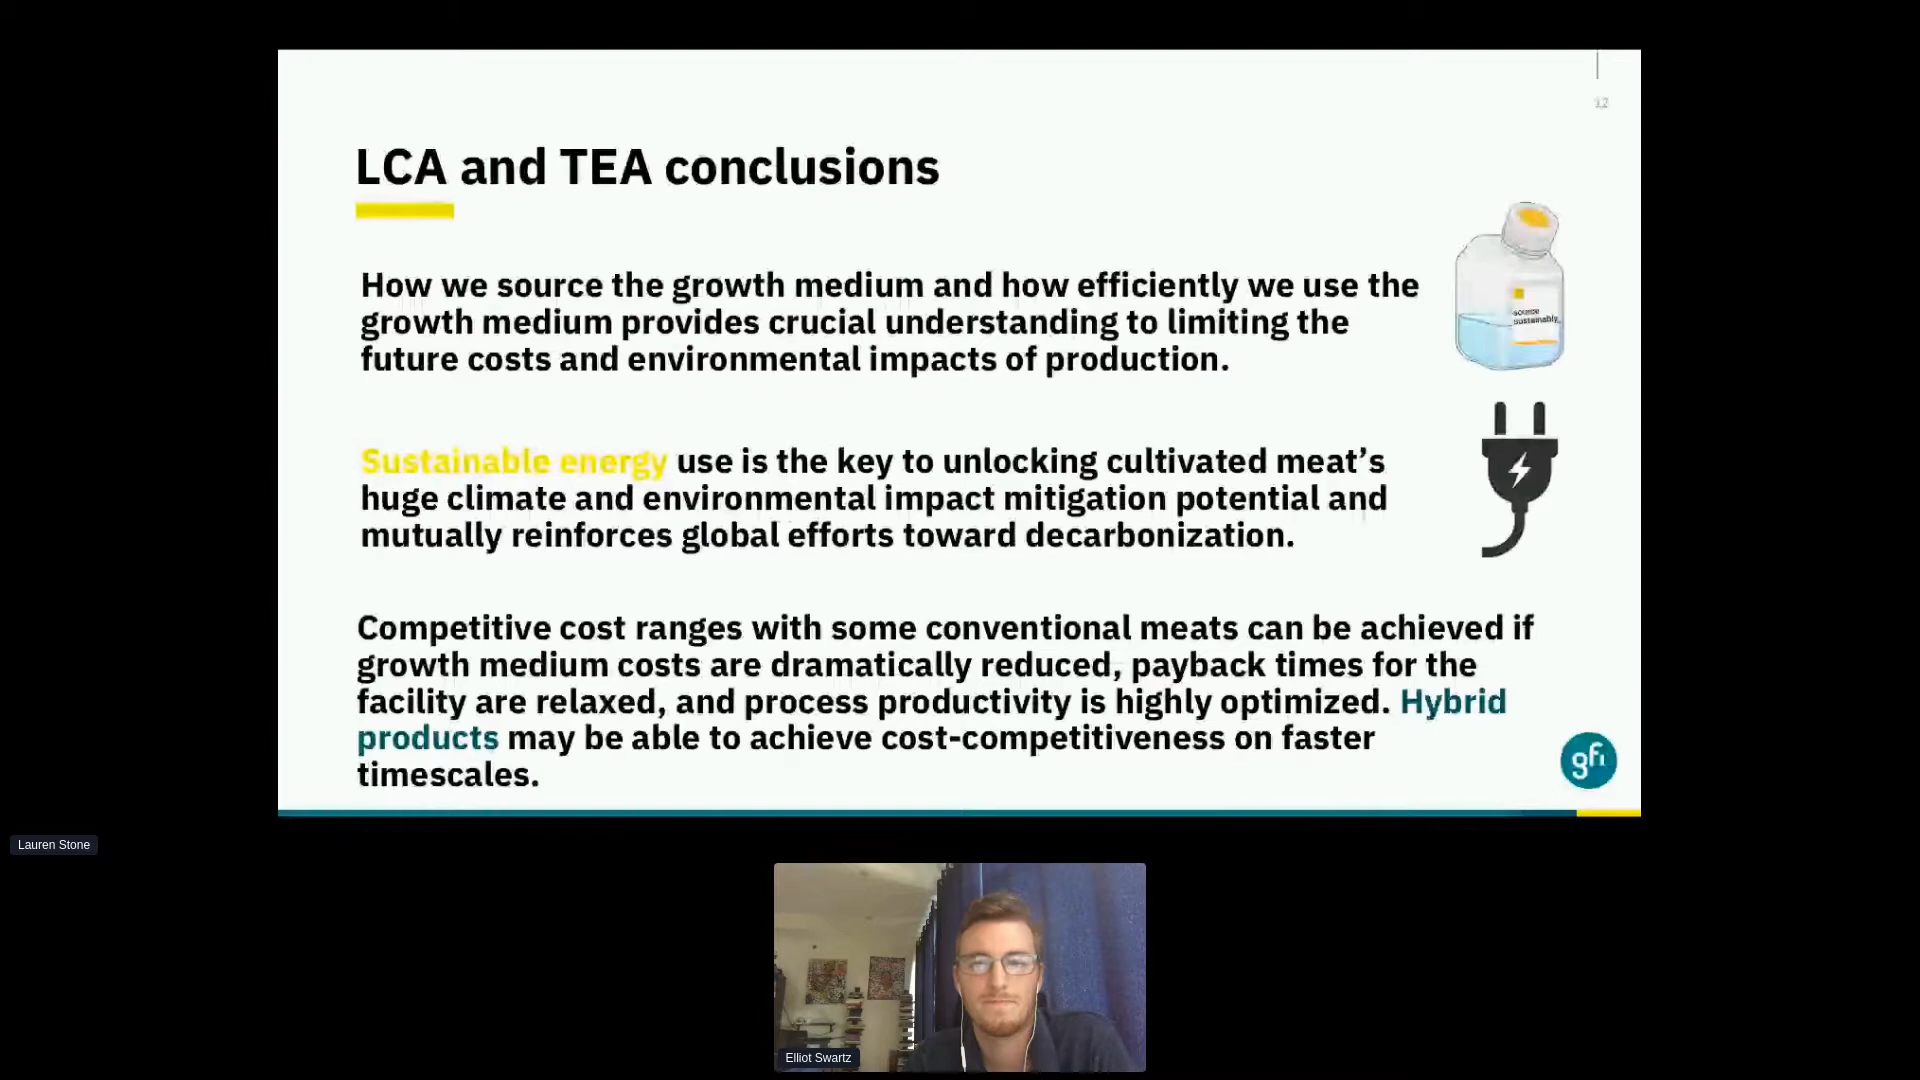 12
LCA and TEA conclusions
How we source the growth medium and how efficiently we use the
growth medium provides crucial understanding to limiting the
future costs and environmental impacts of production.
source
sustainably
Sustainable energy use is the key to unlocking cultivated meat’s
huge climate and environmental impact mitigation potential and
mutually reinforces global efforts toward decarbonization.
Competitive cost ranges with some conventional meats can be achieved if
growth medium costs are dramatically reduced, payback times for the
facility are relaxed, and process productivity is highly optimized. Hybrid
products may be able to achieve cost-competitiveness on faster
timescales.
gfi
Lauren Stone
Elliot Swartz